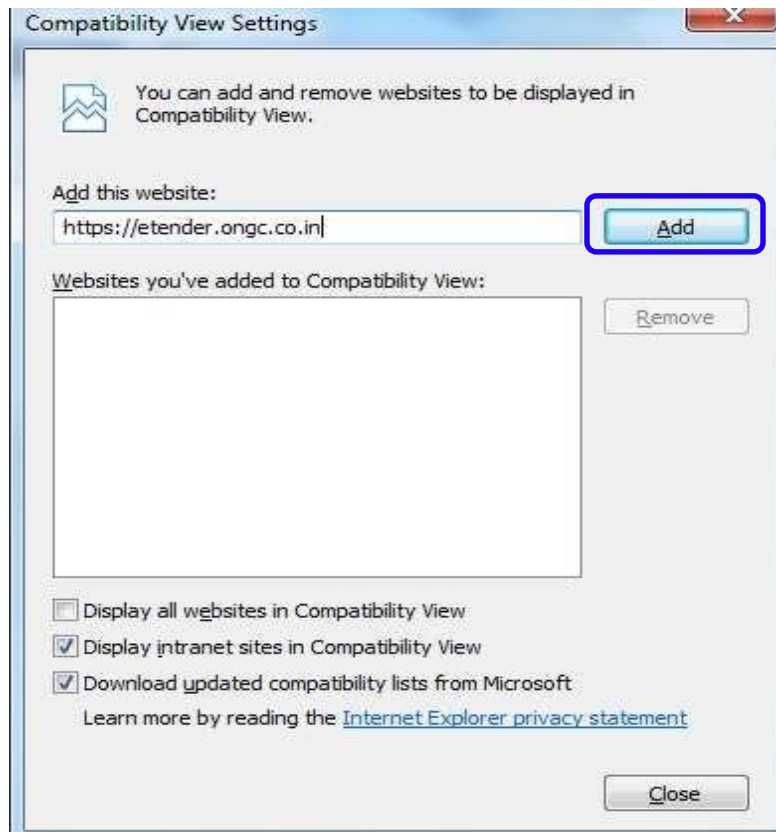 Compatibility View Settings
You can add and remove websites to be displayed in
Compatibility View.
Add this website:
https://etender.ongc.co.in
Add
Websites you've added to Compatibility View:
Remove
Display all websites in Compatibility View
Display intranet sites in Compatibility View
Download updated compatibility lists from Microsoft
Learn more by reading the Internet Explorer privacy statement
Close